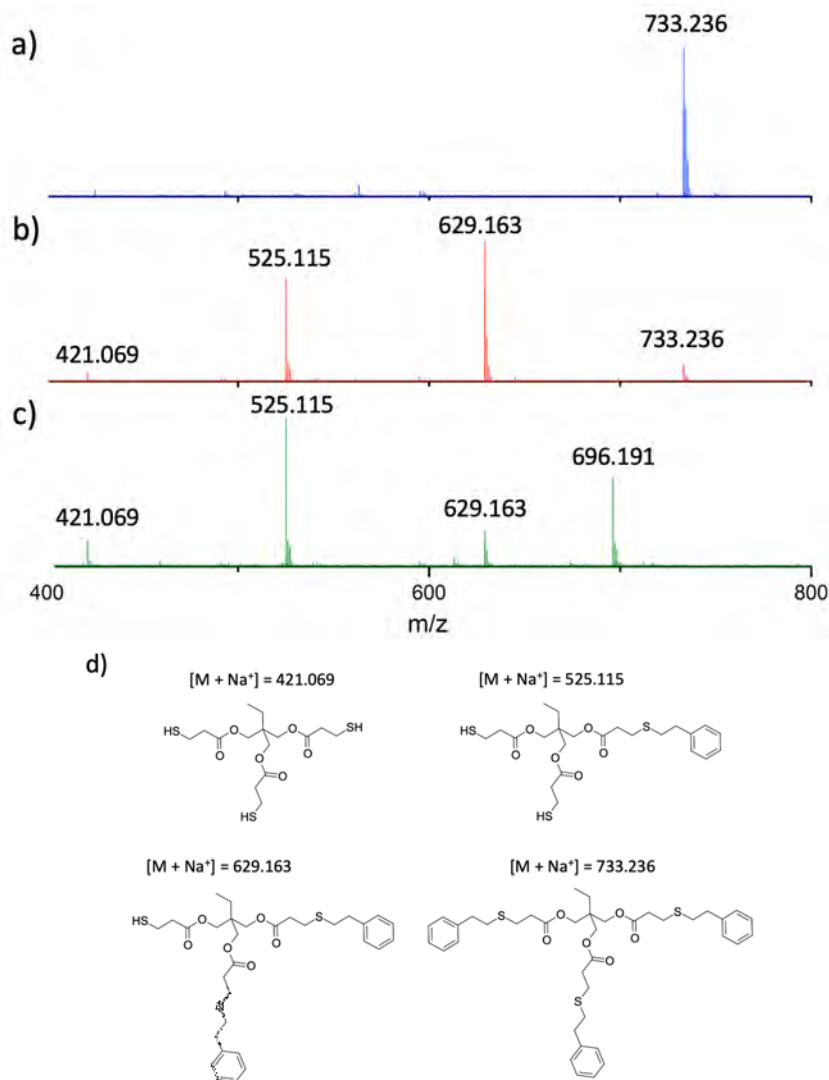 a)
733.236
b)
421.069
525.115
629.163
733.236
c)
421.069
525.115
629.163
696.191
400
600
800
m/z
d)
[M + Na⁺] = 421.069
[M + Na⁺] = 525.115
HS
O
O
O
O
SH
O
O
HS
HS
O
O
O
O
S
O
O
HS
[M + Na⁺] = 629.163
[M + Na⁺] = 733.236
HS
O
O
O
O
S
O
O
S
O
O
O
O
S
O
O
S